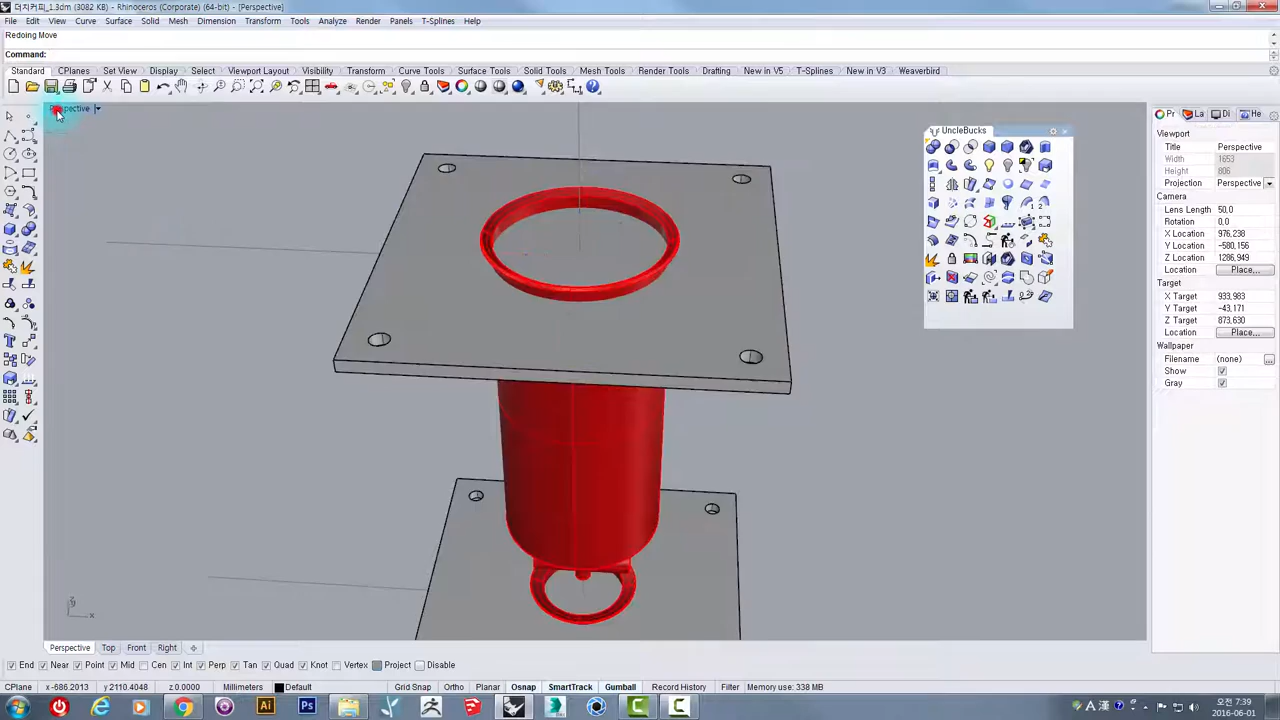 더치커피_1.3dm (3082 KB) - Rhinoceros (Corporate) (64-bit) - [Perspective]
File Edit View Curve Surface Solid Mesh Dimension Transform Tools Analyze Render Panels T-Splines Help
Redoing Move
Command:
Standard CPlanes Set View Display Select Viewport Layout Visibility Transform Curve Tools Surface Tools Solid Tools Mesh Tools Render Tools Drafting New in V5 T-Splines New in V3 Weaverbird
Perspective
Pr La Di He
UncleBucks
Viewport
Title Perspective
Width 1653
Height 806
Projection Perspective
Camera
Lens Length 50,0
Rotation 0,0
X Location 976,238
Y Location -580,156
Z Location 1286,949
Location Place...
Target
X Target 933,983
Y Target -43,171
Z Target 873,630
Location Place...
Wallpaper
Filename (none) ...
Show
Gray
x
Perspective Top Front Right
End Near Point Mid Cen Int Perp Tan Quad Knot Vertex Project Disable
CPlane x -686.2013 y 2110.4048 z 0.0000 Millimeters Default Grid Snap Ortho Planar Osnap SmartTrack Gumball Record History Filter Memory use: 338 MB
Ai Ps
A 漢
오전 7:39
2016-06-01